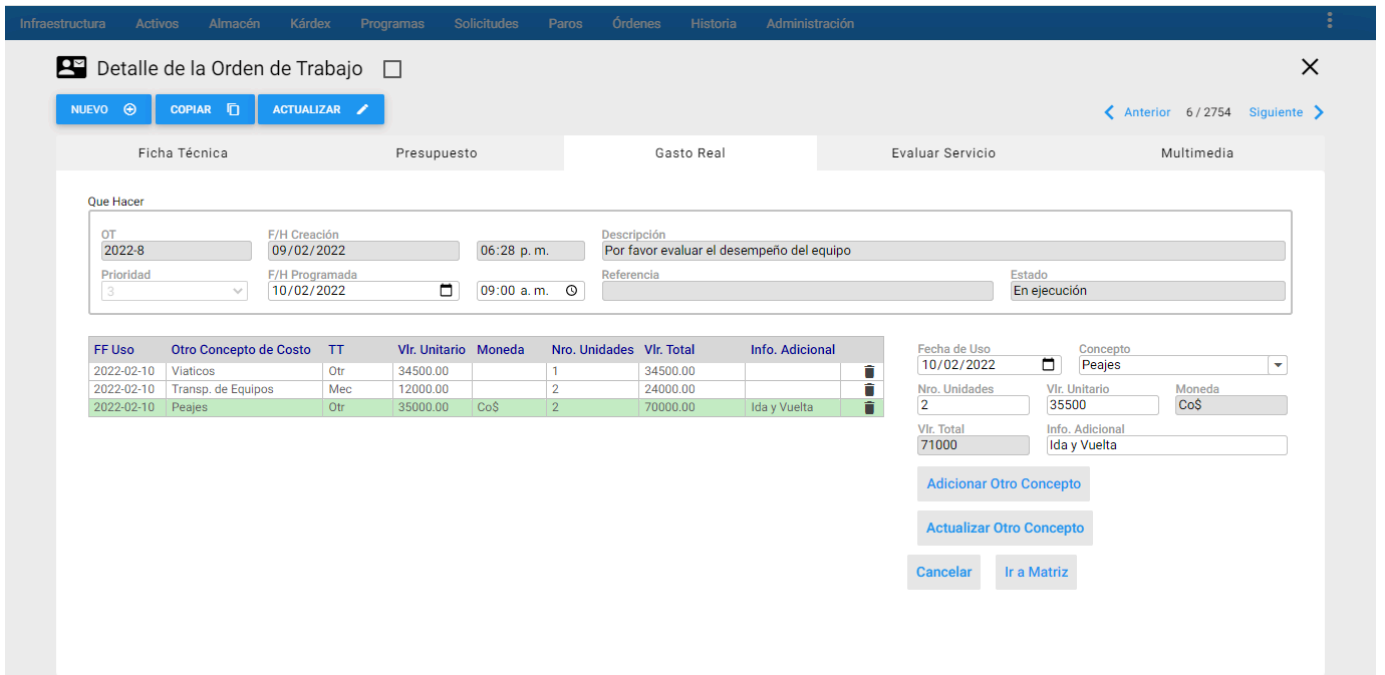 Infraestructura Activos Almacén Kárdex Programas Solicitudes Paros Órdenes Historia Administración
Detalle de la Orden de Trabajo
NUEVO COPIAR ACTUALIZAR Anterior 6 / 2754 Siguiente
Ficha Técnica Presupuesto Gasto Real Evaluar Servicio Multimedia
Que Hacer
OT F/H Creación Descripción
2022-8 09/02/2022 06:28 p. m. Por favor evaluar el desempeño del equipo
Prioridad F/H Programada Referencia Estado
3 10/02/2022 09:00 a. m. En ejecución
FF Uso Otro Concepto de Costo TT Vlr. Unitario Moneda Nro. Unidades Vlr. Total Info. Adicional
2022-02-10 Viaticos Otr 34500.00 1 34500.00
2022-02-10 Transp. de Equipos Mec 12000.00 2 24000.00
2022-02-10 Peajes Otr 35000.00 Co$ 2 70000.00 Ida y Vuelta
Fecha de Uso Concepto
10/02/2022 Peajes
Nro. Unidades Vlr. Unitario Moneda
2 35500 Co$
Vlr. Total Info. Adicional
71000 Ida y Vuelta
Adicionar Otro Concepto
Actualizar Otro Concepto
Cancelar Ir a Matriz